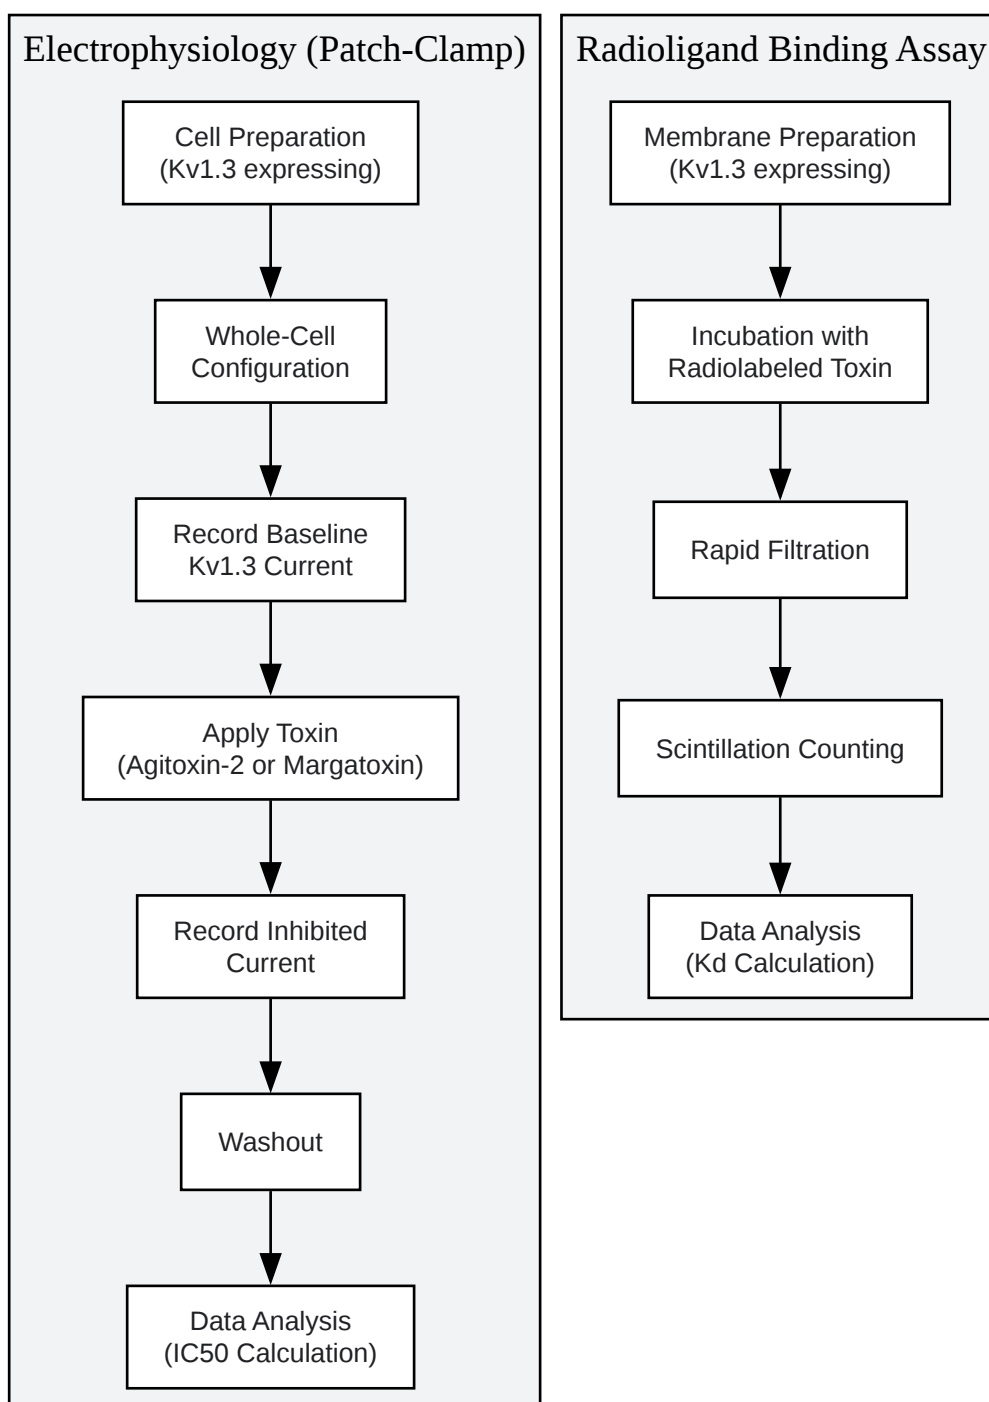 Electrophysiology (Patch-Clamp)
Cell Preparation
(Kv1.3 expressing)
Whole-Cell
Configuration
Record Baseline
Kv1.3 Current
Apply Toxin
(Agitoxin-2 or Margatoxin)
Record Inhibited
Current
Washout
Data Analysis
(IC50 Calculation)
Radioligand Binding Assay
Membrane Preparation
(Kv1.3 expressing)
Incubation with
Radiolabeled Toxin
Rapid Filtration
Scintillation Counting
Data Analysis
(Kd Calculation)